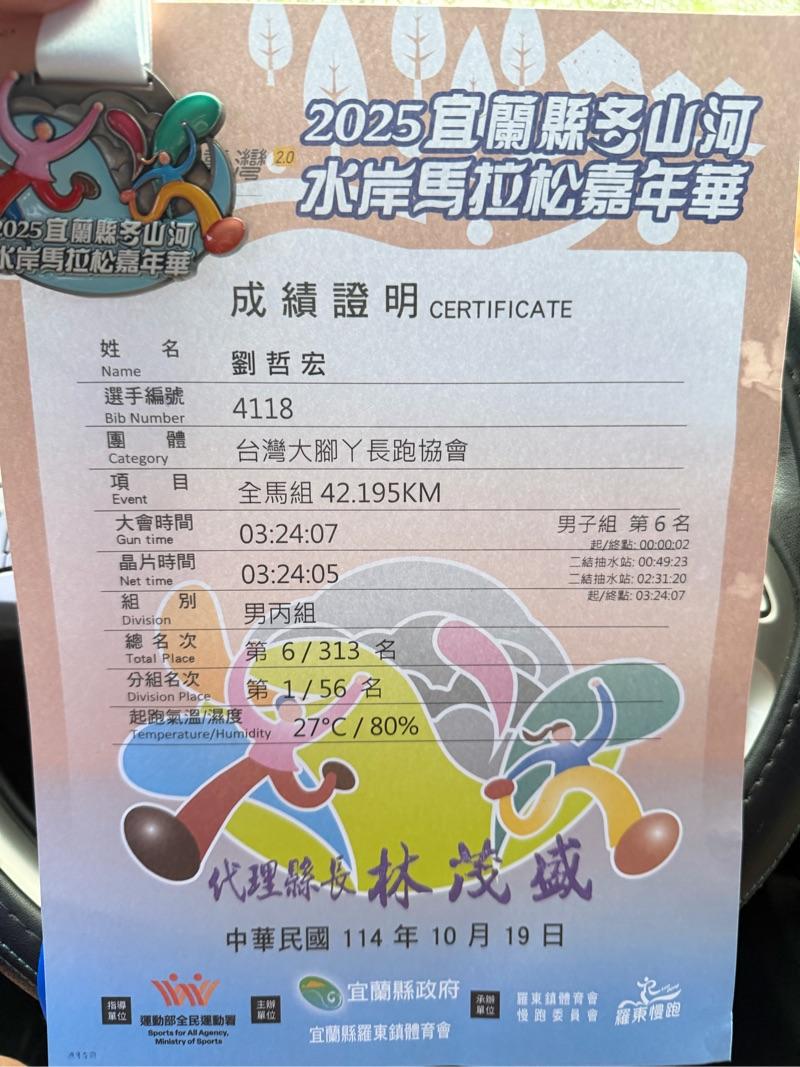 2025宜蘭縣冬山河
水岸馬拉松嘉年華
灣 2.0
2025宜蘭縣冬山河
水岸馬拉松嘉年華
成績證明 CERTIFICATE
姓 名 劉哲宏
Name
選手編號 4118
Bib Number
團 體 台灣大腳丫長跑協會
Category
項 目 全馬組 42.195KM
Event
大會時間 03:24:07 男子組 第 6 名
Gun time
起/終點: 00:00:02
晶片時間 03:24:05
Net time
二結抽水站: 00:49:23
二結抽水站: 02:31:20
起/終點: 03:24:07
組 別 男丙組
Division
總名次 第 6 / 313 名
Total Place
分組名次 第 1 / 56 名
Division Place
起跑氣溫/濕度 27°C / 80%
Temperature/Humidity
代理縣長 林茂盛
中華民國 114 年 10 月 19 日
指導單位
運動部全民運動署
Sports for All Agency,
Ministry of Sports
主辦單位
宜蘭縣政府
宜蘭縣羅東鎮體育會
承辦單位
羅東鎮體育會
慢跑委員會
羅東慢跑